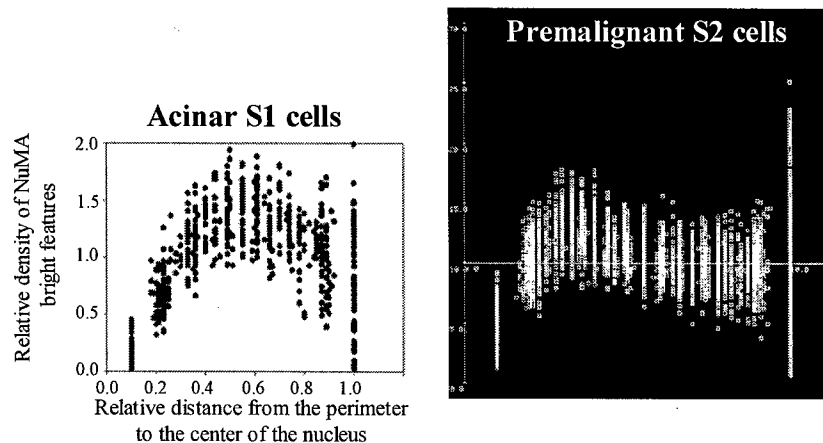 Acinar S1 cells
Relative density of NuMA
bright features
2.0
1.5
1.0
0.5
0.0
0.0 0.2 0.4 0.6 0.8 1.0
Relative distance from the perimeter
to the center of the nucleus
Premalignant S2 cells